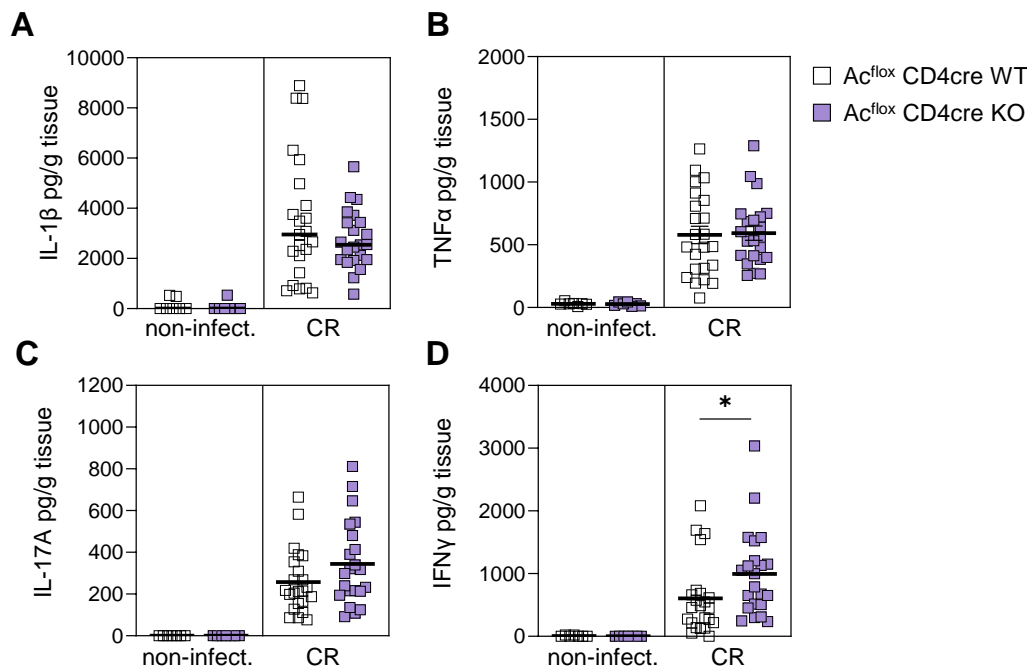 A
IL-1β pg/g tissue
10000
8000
6000
4000
2000
0
non-infect.
CR
B
TNFα pg/g tissue
2000
1500
1000
500
0
non-infect.
CR
Ac^flox CD4cre WT
Ac^flox CD4cre KO
C
IL-17A pg/g tissue
1200
1000
800
600
400
200
0
non-infect.
CR
D
IFNγ pg/g tissue
4000
3000
2000
1000
0
*
non-infect.
CR